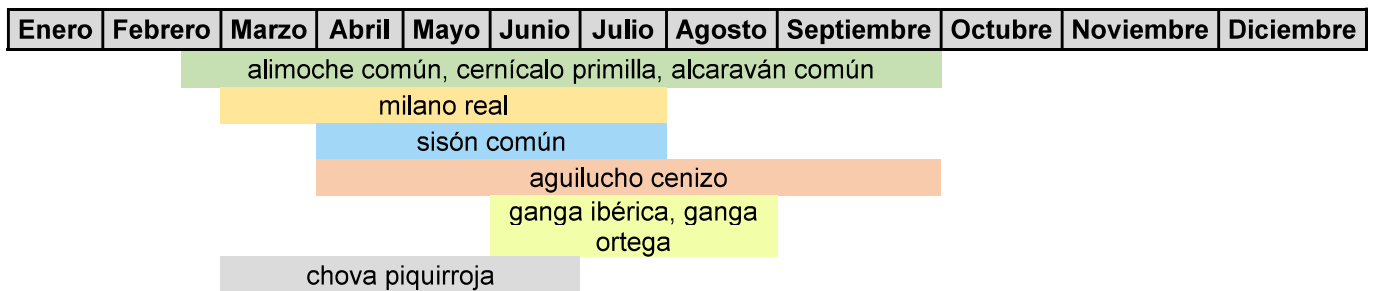 Enero Febrero Marzo Abril Mayo Junio Julio Agosto Septiembre Octubre Noviembre Diciembre
alimoche común, cernícalo primilla, alcaraván común
milano real
sisón común
aguilucho cenizo
ganga ibérica, ganga
ortega
chova piquirroja